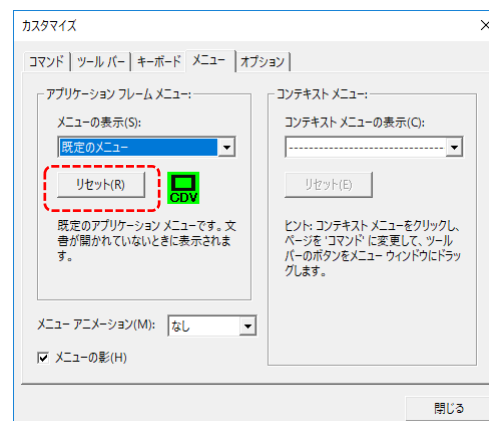 カスタマイズ
コマンド ツール バー キーボード メニュー オプション
アプリケーション フレーム メニュー:
メニューの表示(S):
既定のメニュー
リセット(R)
CDV
既定のアプリケーション メニューです。文
書が開かれていないときに表示されま
す。
コンテキスト メニュー:
コンテキスト メニューの表示(C):
リセット(E)
ヒント: コンテキスト メニューをクリックし、
ページを 'コマンド' に変更して、ツール
バーのボタンをメニュー ウィンドウにドラッ
グします。
メニュー アニメーション(M): なし
メニューの影(H)
閉じる